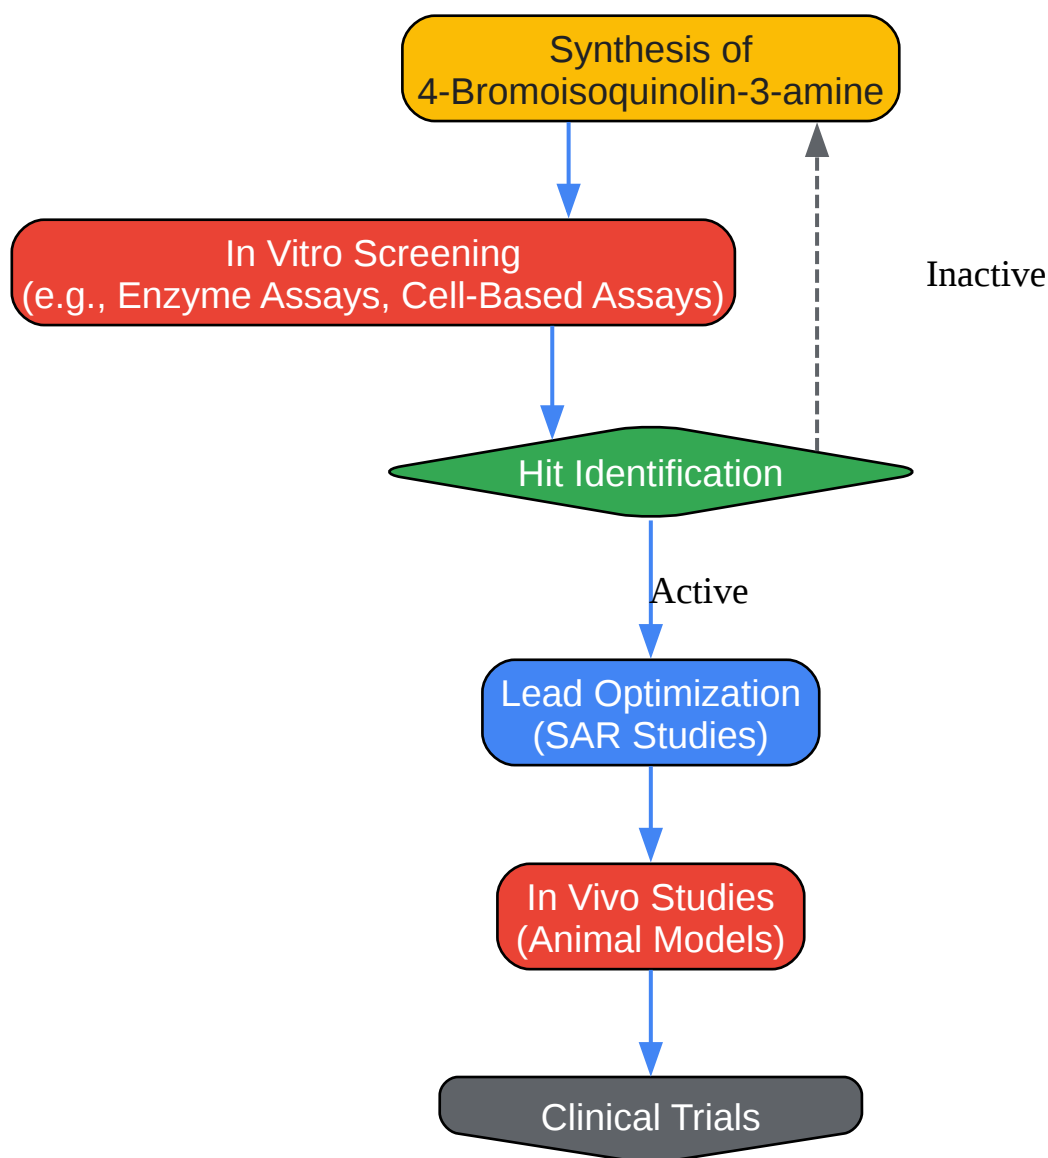 Synthesis of
4-Bromoisoquinolin-3-amine
In Vitro Screening
(e.g., Enzyme Assays, Cell-Based Assays)
Inactive
Hit Identification
Active
Lead Optimization
(SAR Studies)
In Vivo Studies
(Animal Models)
Clinical Trials